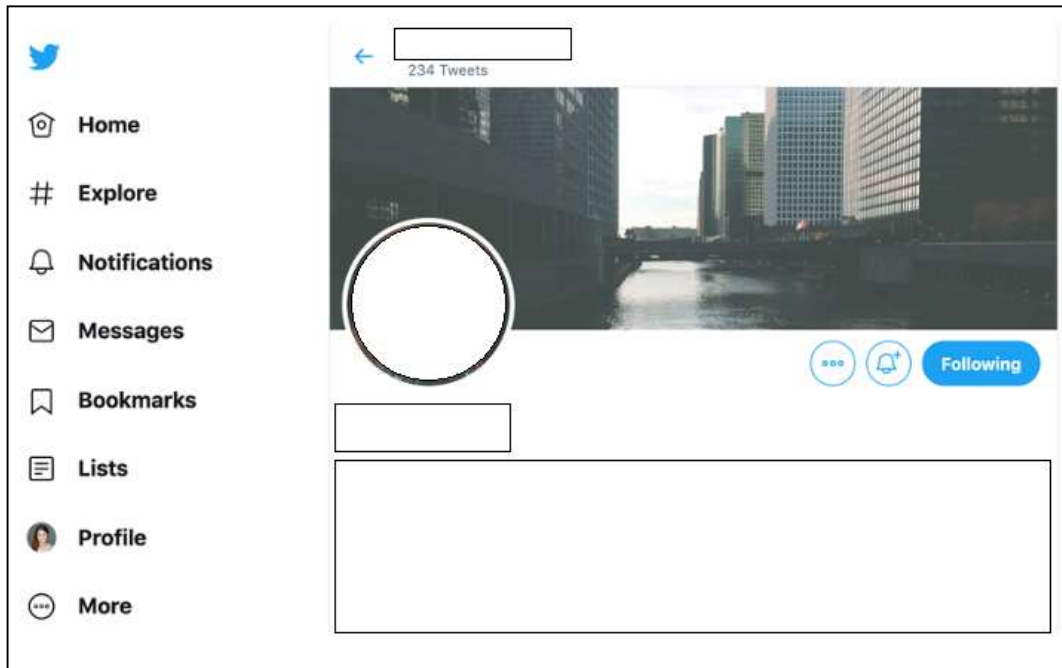 234 Tweets
Home
Explore
Notifications
Messages
Bookmarks
Lists
Profile
More
Following